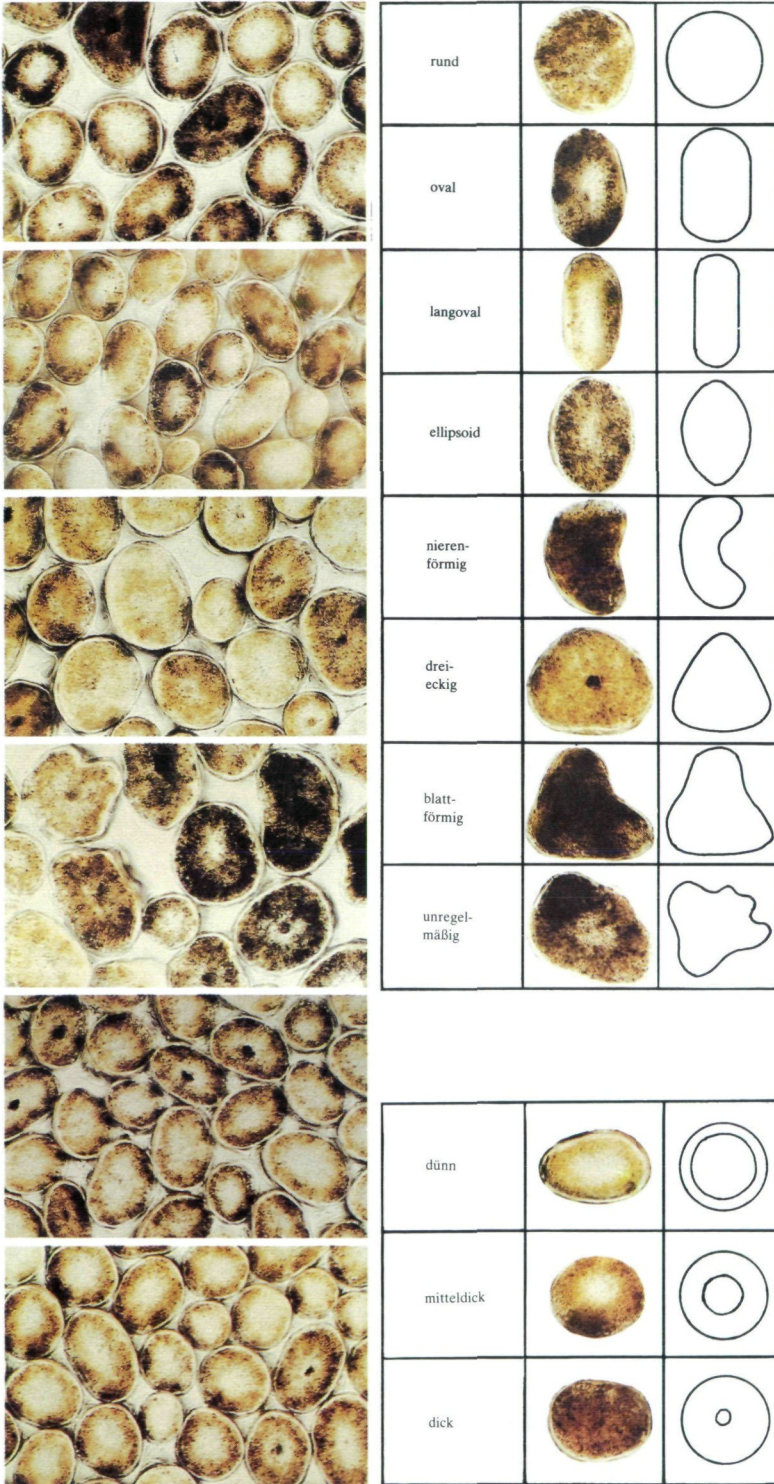 rund
oval
langoval
ellipsoid
nieren-
förmig
drei-
eckig
blatt-
förmig
unregel-
mäßig
dünn
mitteldick
dick